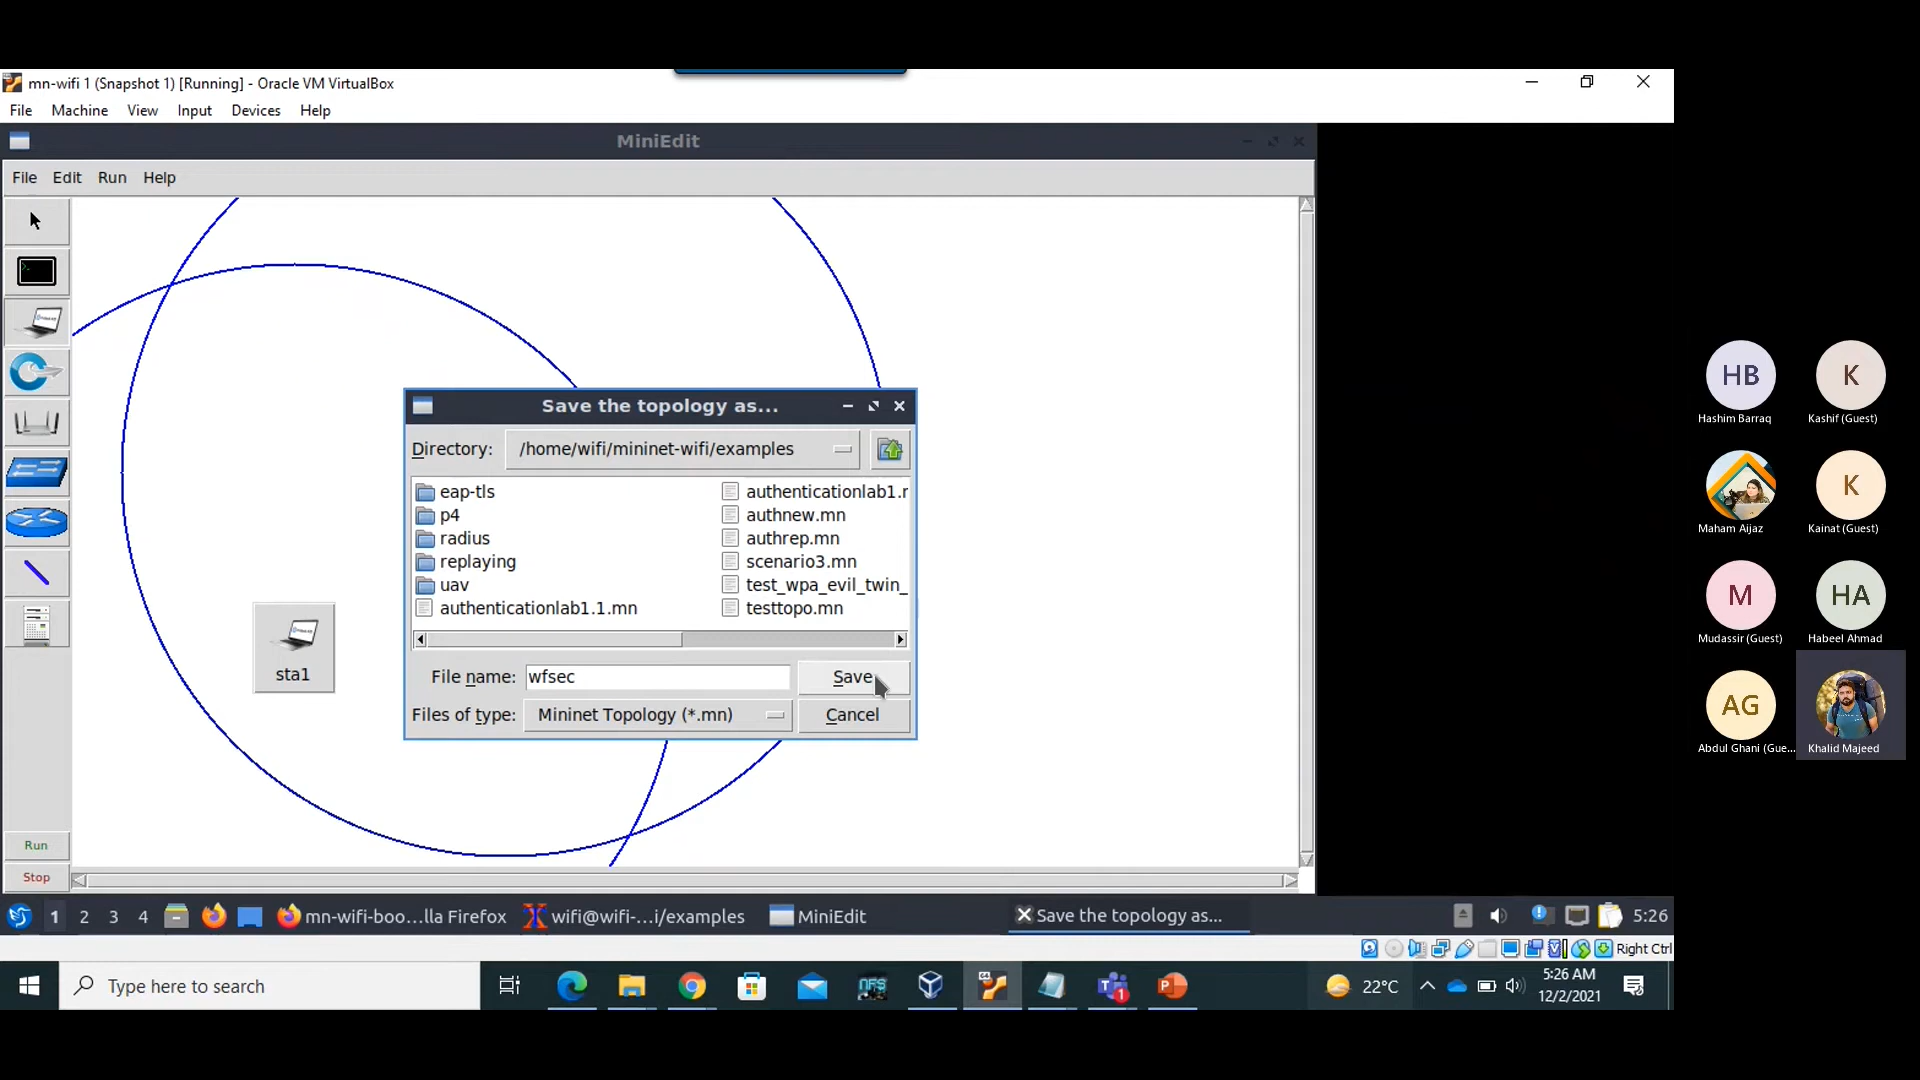 mn-wifi 1 (Snapshot 1) [Running] - Oracle VM VirtualBox
File Machine View Input Devices Help
MiniEdit
File Edit Run Help
Save the topology as...
Directory: /home/wifi/mininet-wifi/examples
eap-tls
p4
radius
replaying
uav
authenticationlab1.1.mn
authenticationlab1.r
authnew.mn
authrep.mn
scenario3.mn
test_wpa_evil_twin_
testtopo.mn
File name: wfsec
Save
Files of type: Mininet Topology (*.mn)
Cancel
sta1
Run
Stop
1 2 3 4 mn-wifi-boo...lla Firefox wifi@wifi-...i/examples MiniEdit Save the topology as... 5:26
Right Ctrl
Type here to search
NFS
64
1
P
22°C
5:26 AM
12/2/2021
HB
Hashim Barraq
K
Kashif (Guest)
Maham Aijaz
K
Kainat (Guest)
M
Mudassir (Guest)
HA
Habeel Ahmad
AG
Abdul Ghani (Gue...
Khalid Majeed